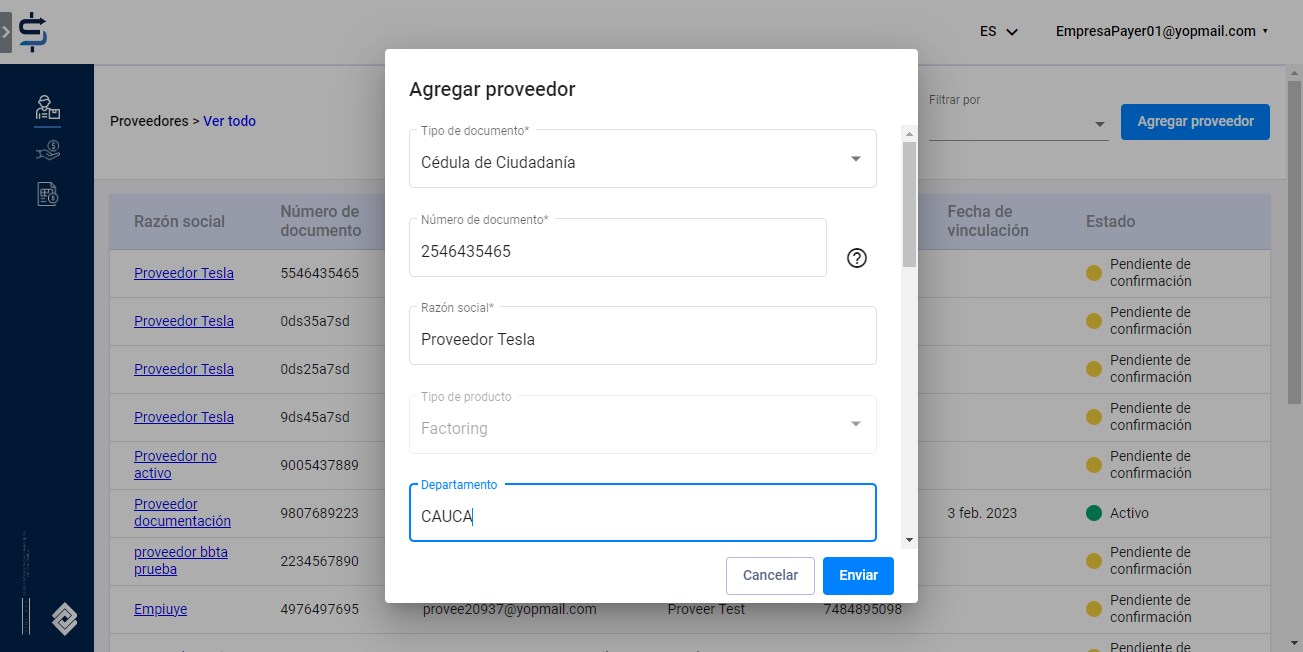 ES
EmpresaPayer01@yopmail.com
Proveedores > Ver todo
Filtrar por
Agregar proveedor
Agregar proveedor
Tipo de documento*
Cédula de Ciudadanía
Número de documento*
2546435465
Razón social*
Proveedor Tesla
Tipo de producto
Factoring
Departamento
CAUCA
Cancelar
Enviar
Razón social
Número de
documento
Fecha de
vinculación
Estado
Proveedor Tesla
5546435465
Pendiente de
confirmación
Proveedor Tesla
0ds35a7sd
Pendiente de
confirmación
Proveedor Tesla
0ds25a7sd
Pendiente de
confirmación
Proveedor Tesla
9ds45a7sd
Pendiente de
confirmación
Proveedor no
activo
9005437889
Pendiente de
confirmación
Proveedor
documentación
9807689223
3 feb. 2023
Activo
proveedor bbta
prueba
2234567890
Pendiente de
confirmación
Empiuye
4976497695
provee20937@yopmail.com
Proveer Test
7484895098
Pendiente de
confirmación
Pendiente de